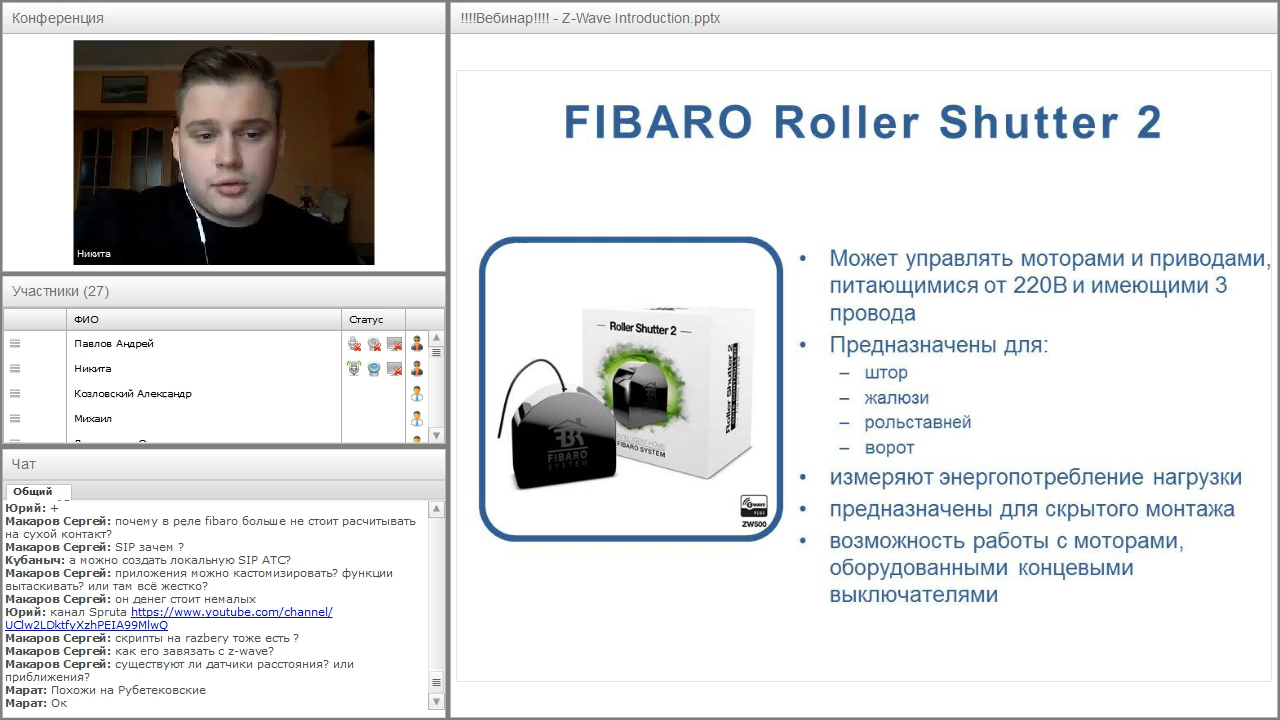 Конференция
Никита
Участники (27)
ФИО
Статус
Павлов Андрей
Никита
Козловский Александр
Михаил
Чат
Общий
Юрий: +
Макаров Сергей: почему в реле fibaro больше не стоит расчитывать
на сухой контакт?
Макаров Сергей: SIP зачем ?
Кубаныч: а можно создать локальную SIP АТС?
Макаров Сергей: приложения можно кастомизировать? функции
вытаскивать? или там всё жестко?
Макаров Сергей: он денег стоит немалых
Юрий: канал Spruta https://www.youtube.com/channel/
UClw2LDktfyXzhPEIA99MlwQ
Макаров Сергей: скрипты на razbery тоже есть ?
Макаров Сергей: как его завязать с z-wave?
Макаров Сергей: существуют ли датчики расстояния? или
приближения?
Марат: Похожи на Рубетековские
Марат: Ок
!!!!Вебинар!!!! - Z-Wave Introduction.pptx
FIBARO Roller Shutter 2
Roller Shutter 2
Roller Shutter 2
FIBARO SYSTEM
FIBARO
SYSTEM
WAVE
PLUS
ZW500
• Может управлять моторами и приводами,
питающимися от 220В и имеющими 3
провода
• Предназначены для:
– штор
– жалюзи
– рольставней
– ворот
• измеряют энергопотребление нагрузки
• предназначены для скрытого монтажа
• возможность работы с моторами,
оборудованными концевыми
выключателями